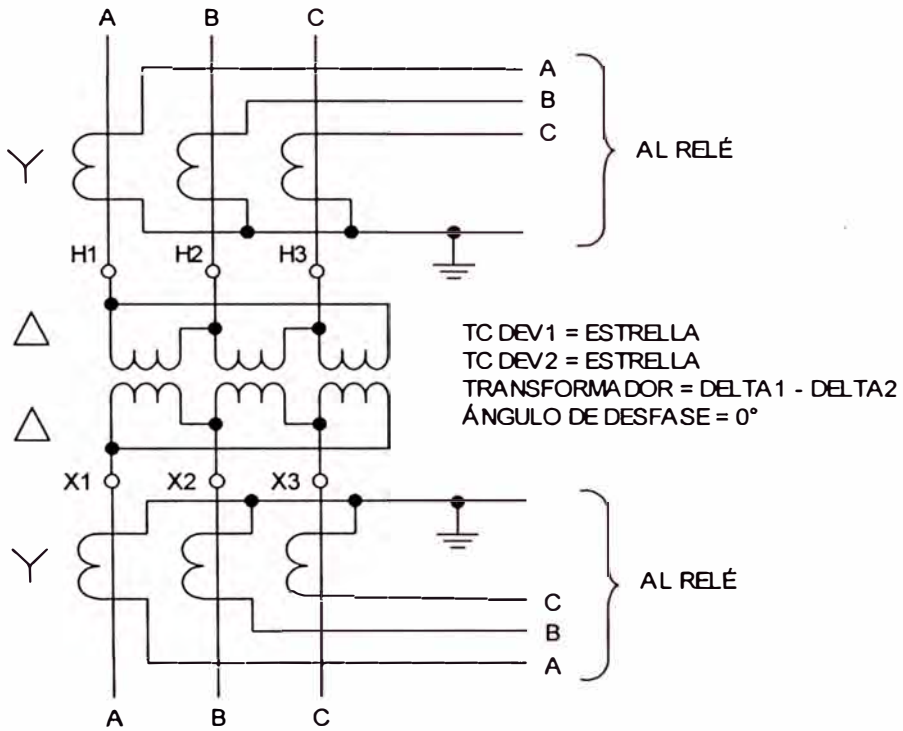 A B C
A
B
C
AL RELÉ
H1 H2 H3
TC DEV1 = ESTRELLA
TC DEV2 = ESTRELLA
TRANSFORMADOR = DELTA1 - DELTA2
ÁNGULO DE DESFASE = 0°
X1 X2 X3
AL RELÉ
C
B
A
A B C